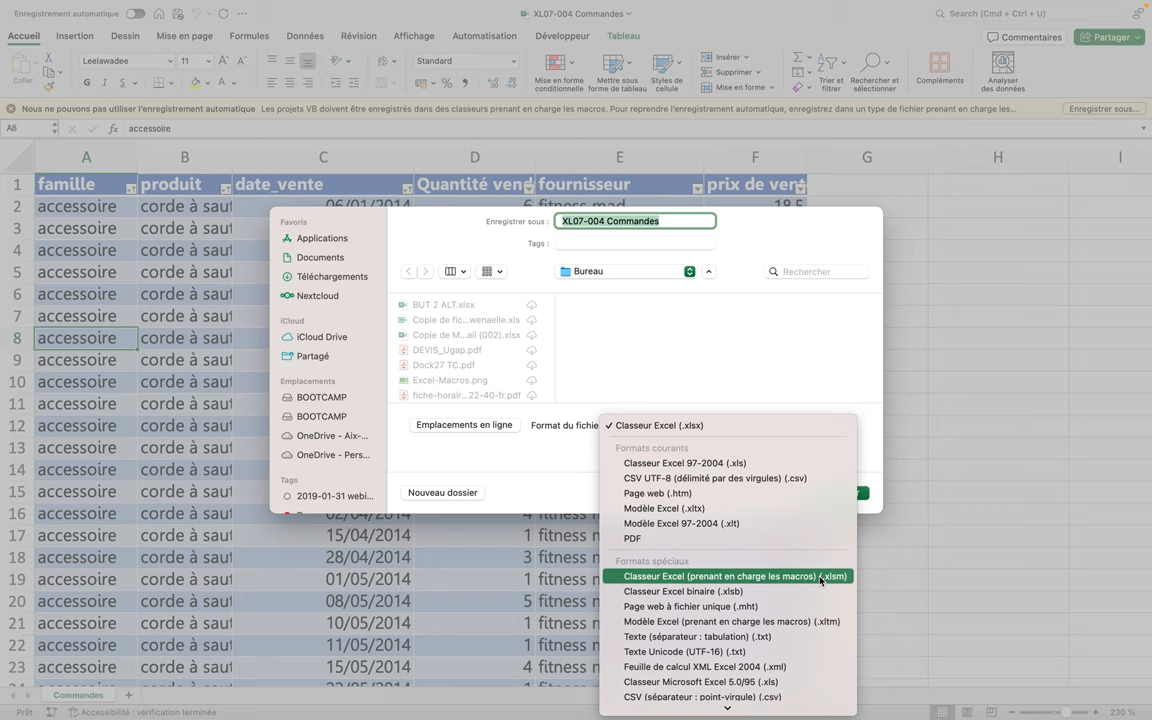 Enregistrement automatique
XL07-004 Commandes
Search (Cmd + Ctrl + U)
Accueil Insertion Dessin Mise en page Formules Données Révision Affichage Automatisation Développeur Tableau
Commentaires Partager
Coller
Leelawadee 11
G I S
Standard
Mise en forme conditionnelle
Mettre sous forme de tableau
Styles de cellule
Insérer
Supprimer
Mise en forme
Trier et filtrer
Rechercher et sélectionner
Compléments
Analyser des données
Nous ne pouvons pas utiliser l'enregistrement automatique Les projets VB doivent être enregistrés dans des classeurs prenant en charge les macros. Pour reprendre l'enregistrement automatique, enregistrez dans un type de fichier prenant en charge les... Enregistrer sous...
A8 fx accessoire
A B C D E F G H I
1 famille produit date_vente Quantité vend fournisseur prix de vent
2 accessoire corde à saut 06/01/2014 6 fitness mad 18,5
3 accessoire corde à saut
4 accessoire corde à saut
5 accessoire corde à saut
6 accessoire corde à saut
7 accessoire corde à saut
8 accessoire corde à saut
9 accessoire corde à saut
10 accessoire corde à saut
11 accessoire corde à saut
12 accessoire corde à saut
13 accessoire corde à saut
14 accessoire corde à saut
15 accessoire corde à saut
16 accessoire corde à saut 02/04/2014 4 fitness m
17 accessoire corde à saut 15/04/2014 1 fitness m
18 accessoire corde à saut 28/04/2014 3 fitness m
19 accessoire corde à saut 01/05/2014 1 fitness m
20 accessoire corde à saut 08/05/2014 5 fitness m
21 accessoire corde à saut 10/05/2014 1 fitness m
22 accessoire corde à saut 11/05/2014 1 fitness m
23 accessoire corde à saut 15/05/2014 4 fitness m
Favoris
Applications
Documents
Téléchargements
Nextcloud
iCloud
iCloud Drive
Partagé
Emplacements
BOOTCAMP
BOOTCAMP
OneDrive - Aix-...
OneDrive - Pers...
Tags
2019-01-31 webi...
Enregistrer sous : XL07-004 Commandes
Tags :
Bureau
Rechercher
BUT 2 ALT.xlsx
Copie de fic...wenaelle.xls
Copie de M...ail (002).xlsx
DEVIS_Ugap.pdf
Dock27 TC.pdf
Excel-Macros.png
fiche-horair...22-40-fr.pdf
Emplacements en ligne Format du fichie
Nouveau dossier
✓ Classeur Excel (.xlsx)
Formats courants
Classeur Excel 97-2004 (.xls)
CSV UTF-8 (délimité par des virgules) (.csv)
Page web (.htm)
Modèle Excel (.xltx)
Modèle Excel 97-2004 (.xlt)
PDF
Formats spéciaux
Classeur Excel (prenant en charge les macros) (.xlsm)
Classeur Excel binaire (.xlsb)
Page web à fichier unique (.mht)
Modèle Excel (prenant en charge les macros) (.xltm)
Texte (séparateur : tabulation) (.txt)
Texte Unicode (UTF-16) (.txt)
Feuille de calcul XML Excel 2004 (.xml)
Classeur Microsoft Excel 5.0/95 (.xls)
CSV (séparateur : point-virgule) (.csv)
Commandes
Prêt Accessibilité : vérification terminée 230 %